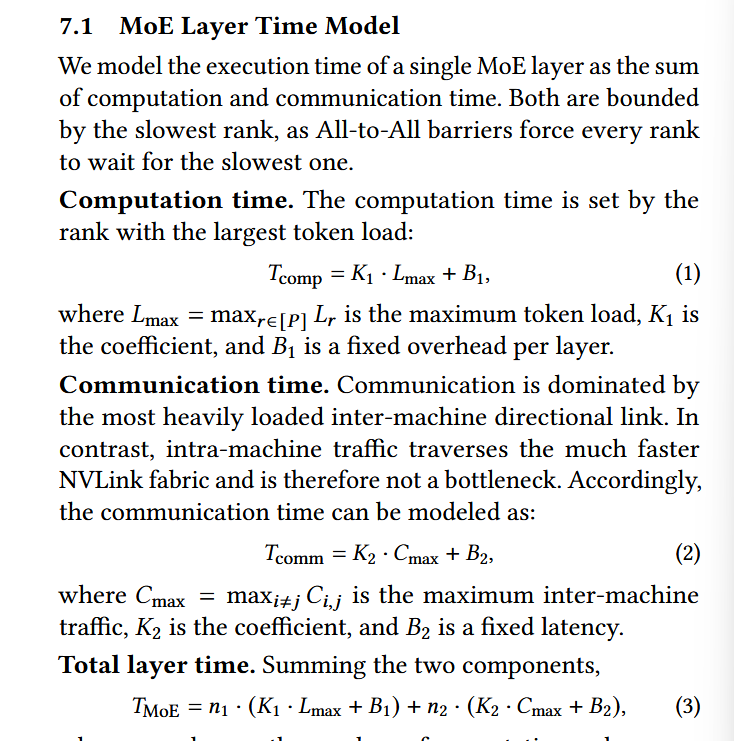 7.1 MoE Layer Time Model
We model the execution time of a single MoE layer as the sum
of computation and communication time. Both are bounded
by the slowest rank, as All-to-All barriers force every rank
to wait for the slowest one.
Computation time. The computation time is set by the
rank with the largest token load:
T_comp = K_1 · L_max + B_1, (1)
where L_max = max_{r∈[P]} L_r is the maximum token load, K_1 is
the coefficient, and B_1 is a fixed overhead per layer.
Communication time. Communication is dominated by
the most heavily loaded inter-machine directional link. In
contrast, intra-machine traffic traverses the much faster
NVLink fabric and is therefore not a bottleneck. Accordingly,
the communication time can be modeled as:
T_comm = K_2 · C_max + B_2, (2)
where C_max = max_{i≠j} C_{i,j} is the maximum inter-machine
traffic, K_2 is the coefficient, and B_2 is a fixed latency.
Total layer time. Summing the two components,
T_MoE = n_1 · (K_1 · L_max + B_1) + n_2 · (K_2 · C_max + B_2), (3)